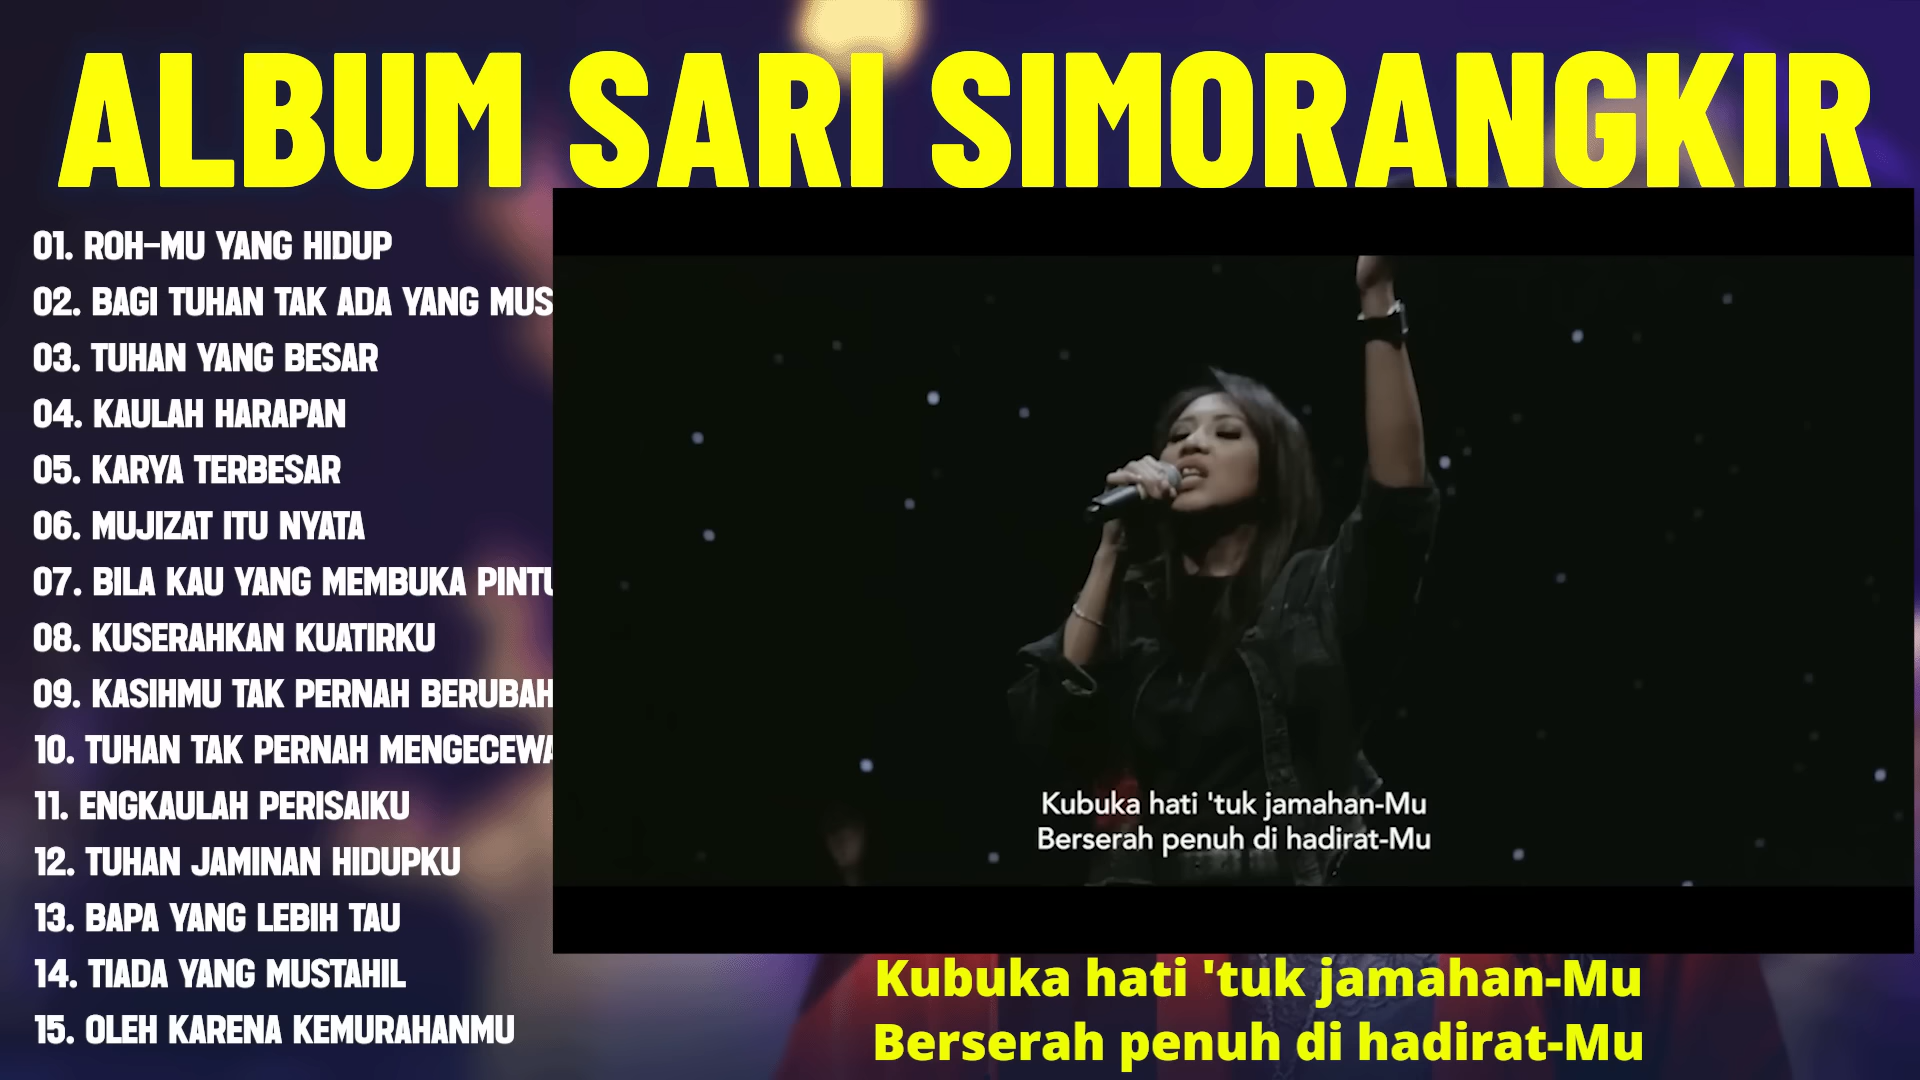 ALBUM SARI SIMORANGKIR
01. ROH-MU YANG HIDUP
02. BAGI TUHAN TAK ADA YANG MUS
03. TUHAN YANG BESAR
04. KAULAH HARAPAN
05. KARYA TERBESAR
06. MUJIZAT ITU NYATA
07. BILA KAU YANG MEMBUKA PINTU
08. KUSERAHKAN KUATIRKU
09. KASIHMU TAK PERNAH BERUBAH
10. TUHAN TAK PERNAH MENGECEWA
11. ENGKAULAH PERISAIKU
12. TUHAN JAMINAN HIDUPKU
13. BAPA YANG LEBIH TAU
14. TIADA YANG MUSTAHIL
15. OLEH KARENA KEMURAHANMU
Kubuka hati 'tuk jamahan-Mu
Berserah penuh di hadirat-Mu
Kubuka hati 'tuk jamahan-Mu
Berserah penuh di hadirat-Mu